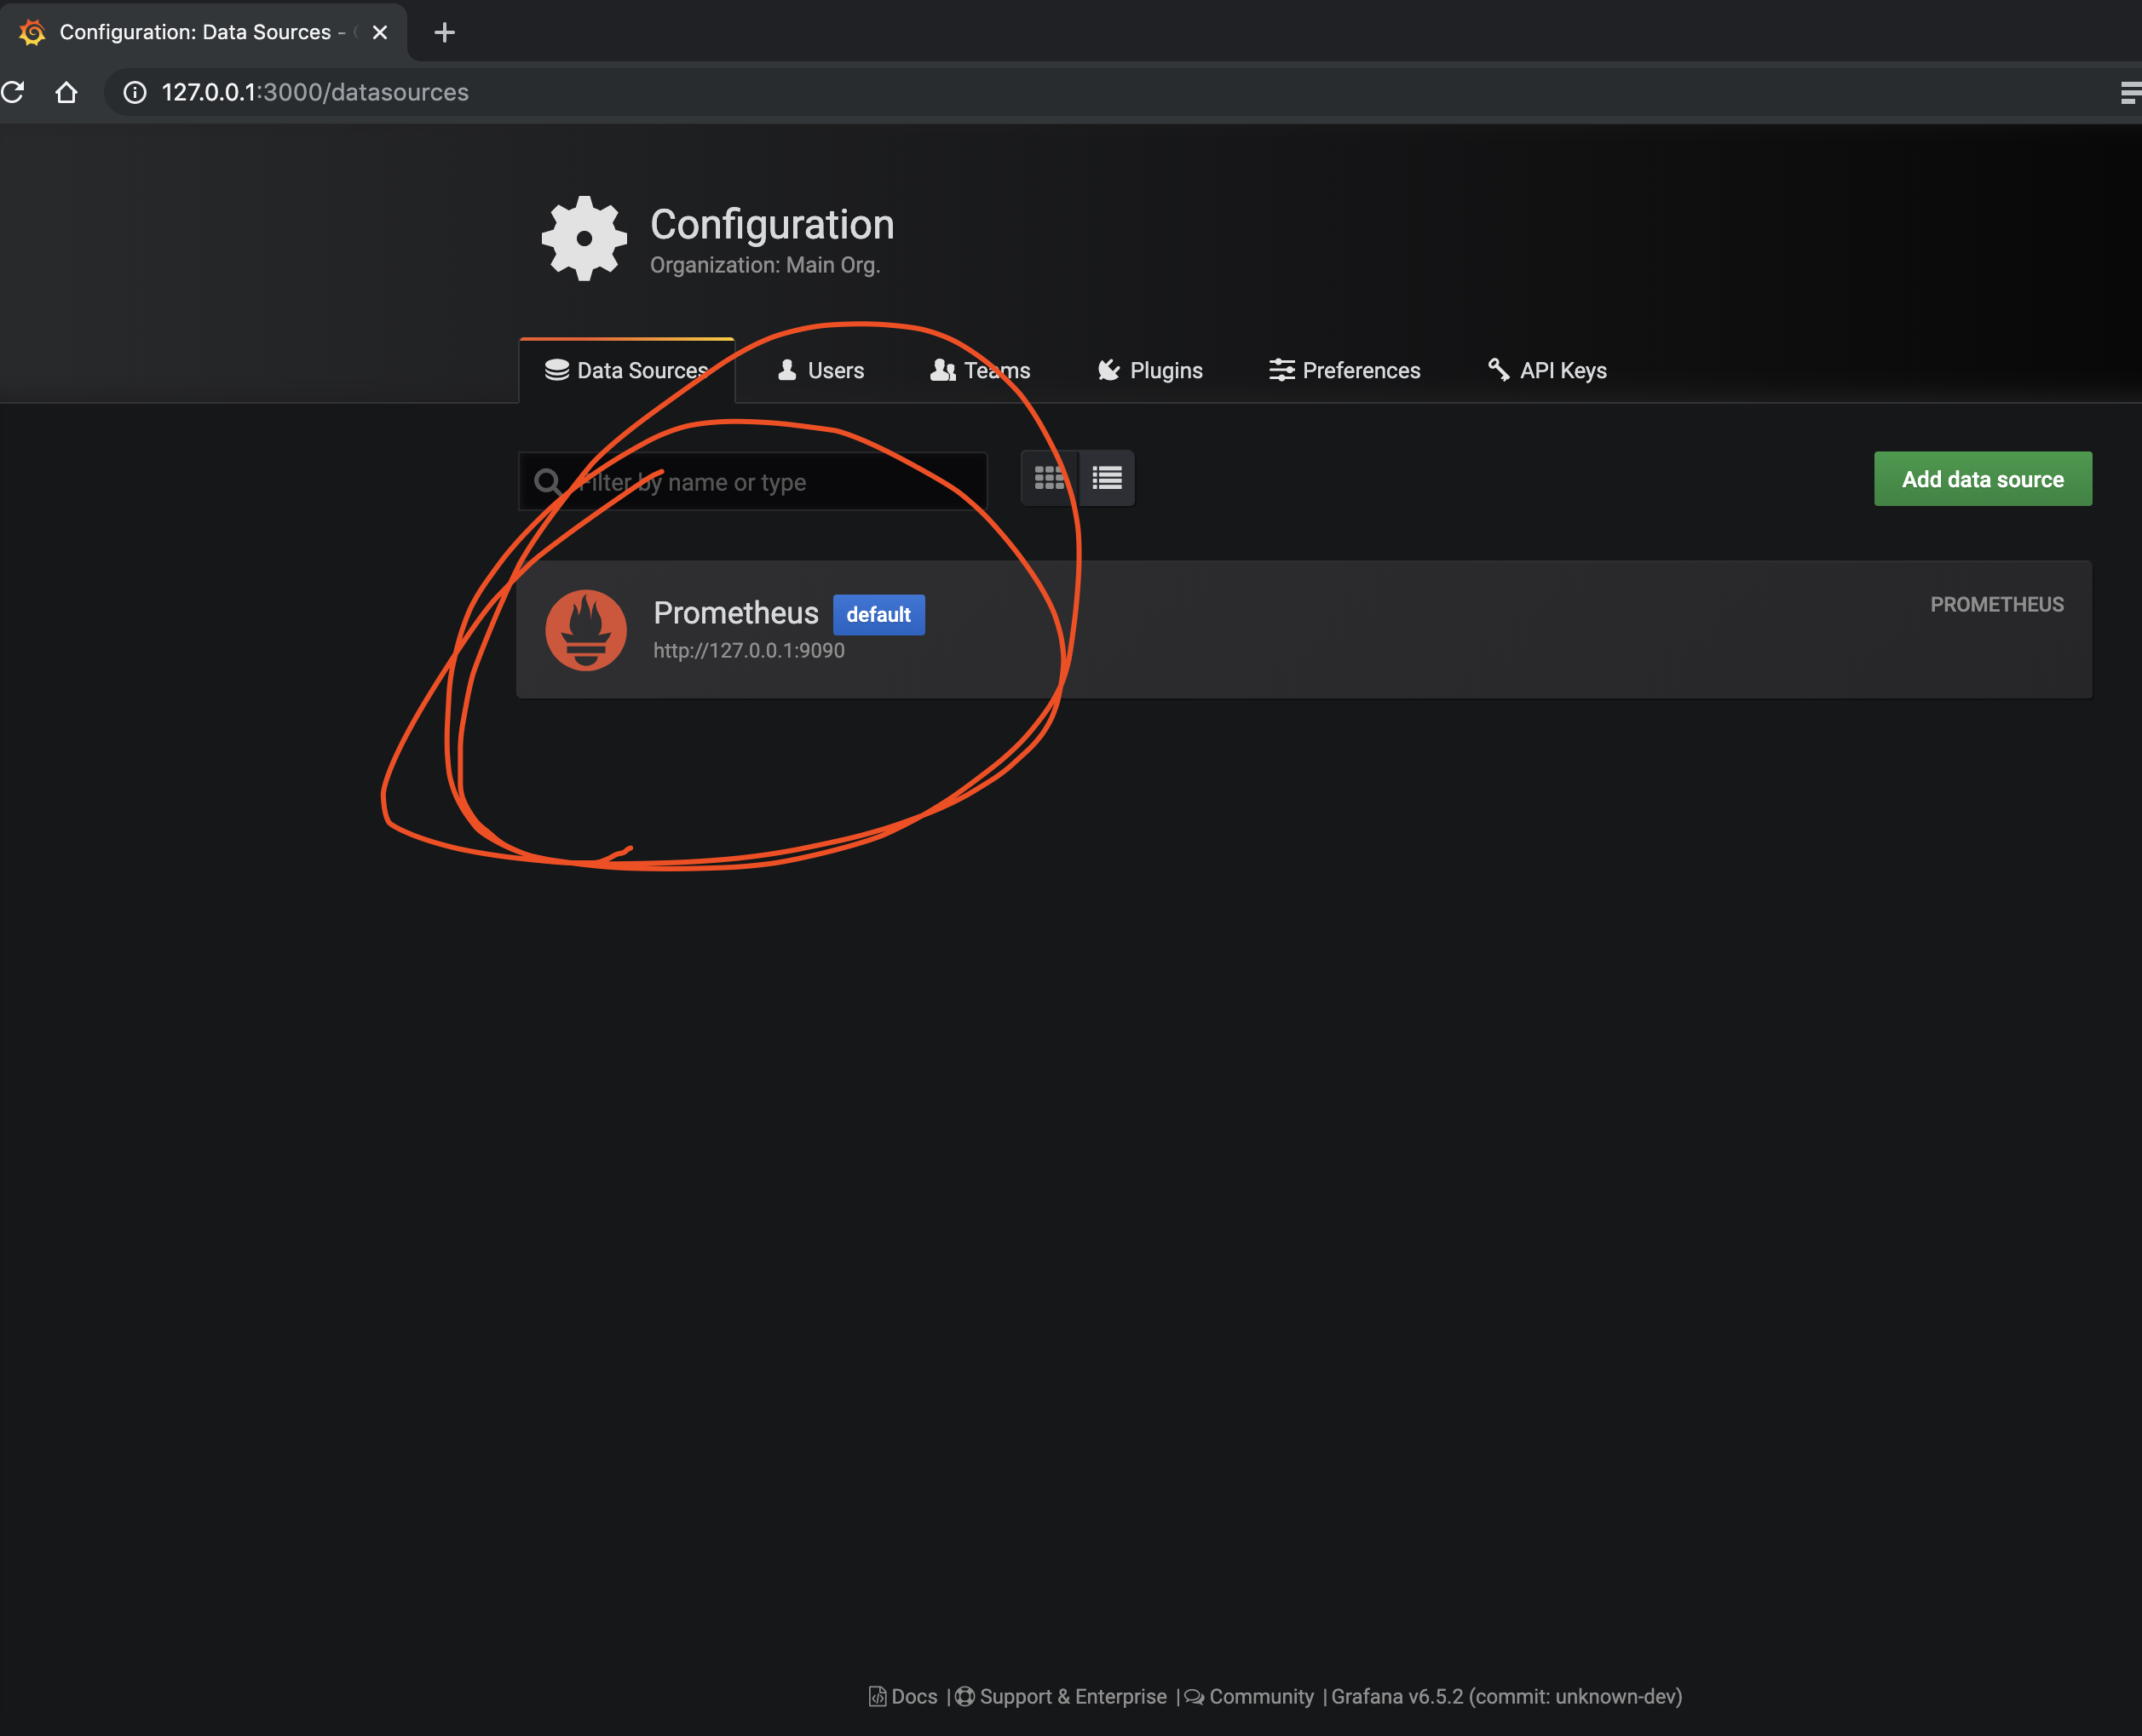 Configuration: Data Sources -
127.0.0.1:3000/datasources
Configuration
Organization: Main Org.
Data Sources Users Teams Plugins Preferences API Keys
Filter by name or type
Add data source
Prometheus default
PROMETHEUS
http://127.0.0.1:9090
Docs | Support & Enterprise | Community | Grafana v6.5.2 (commit: unknown-dev)